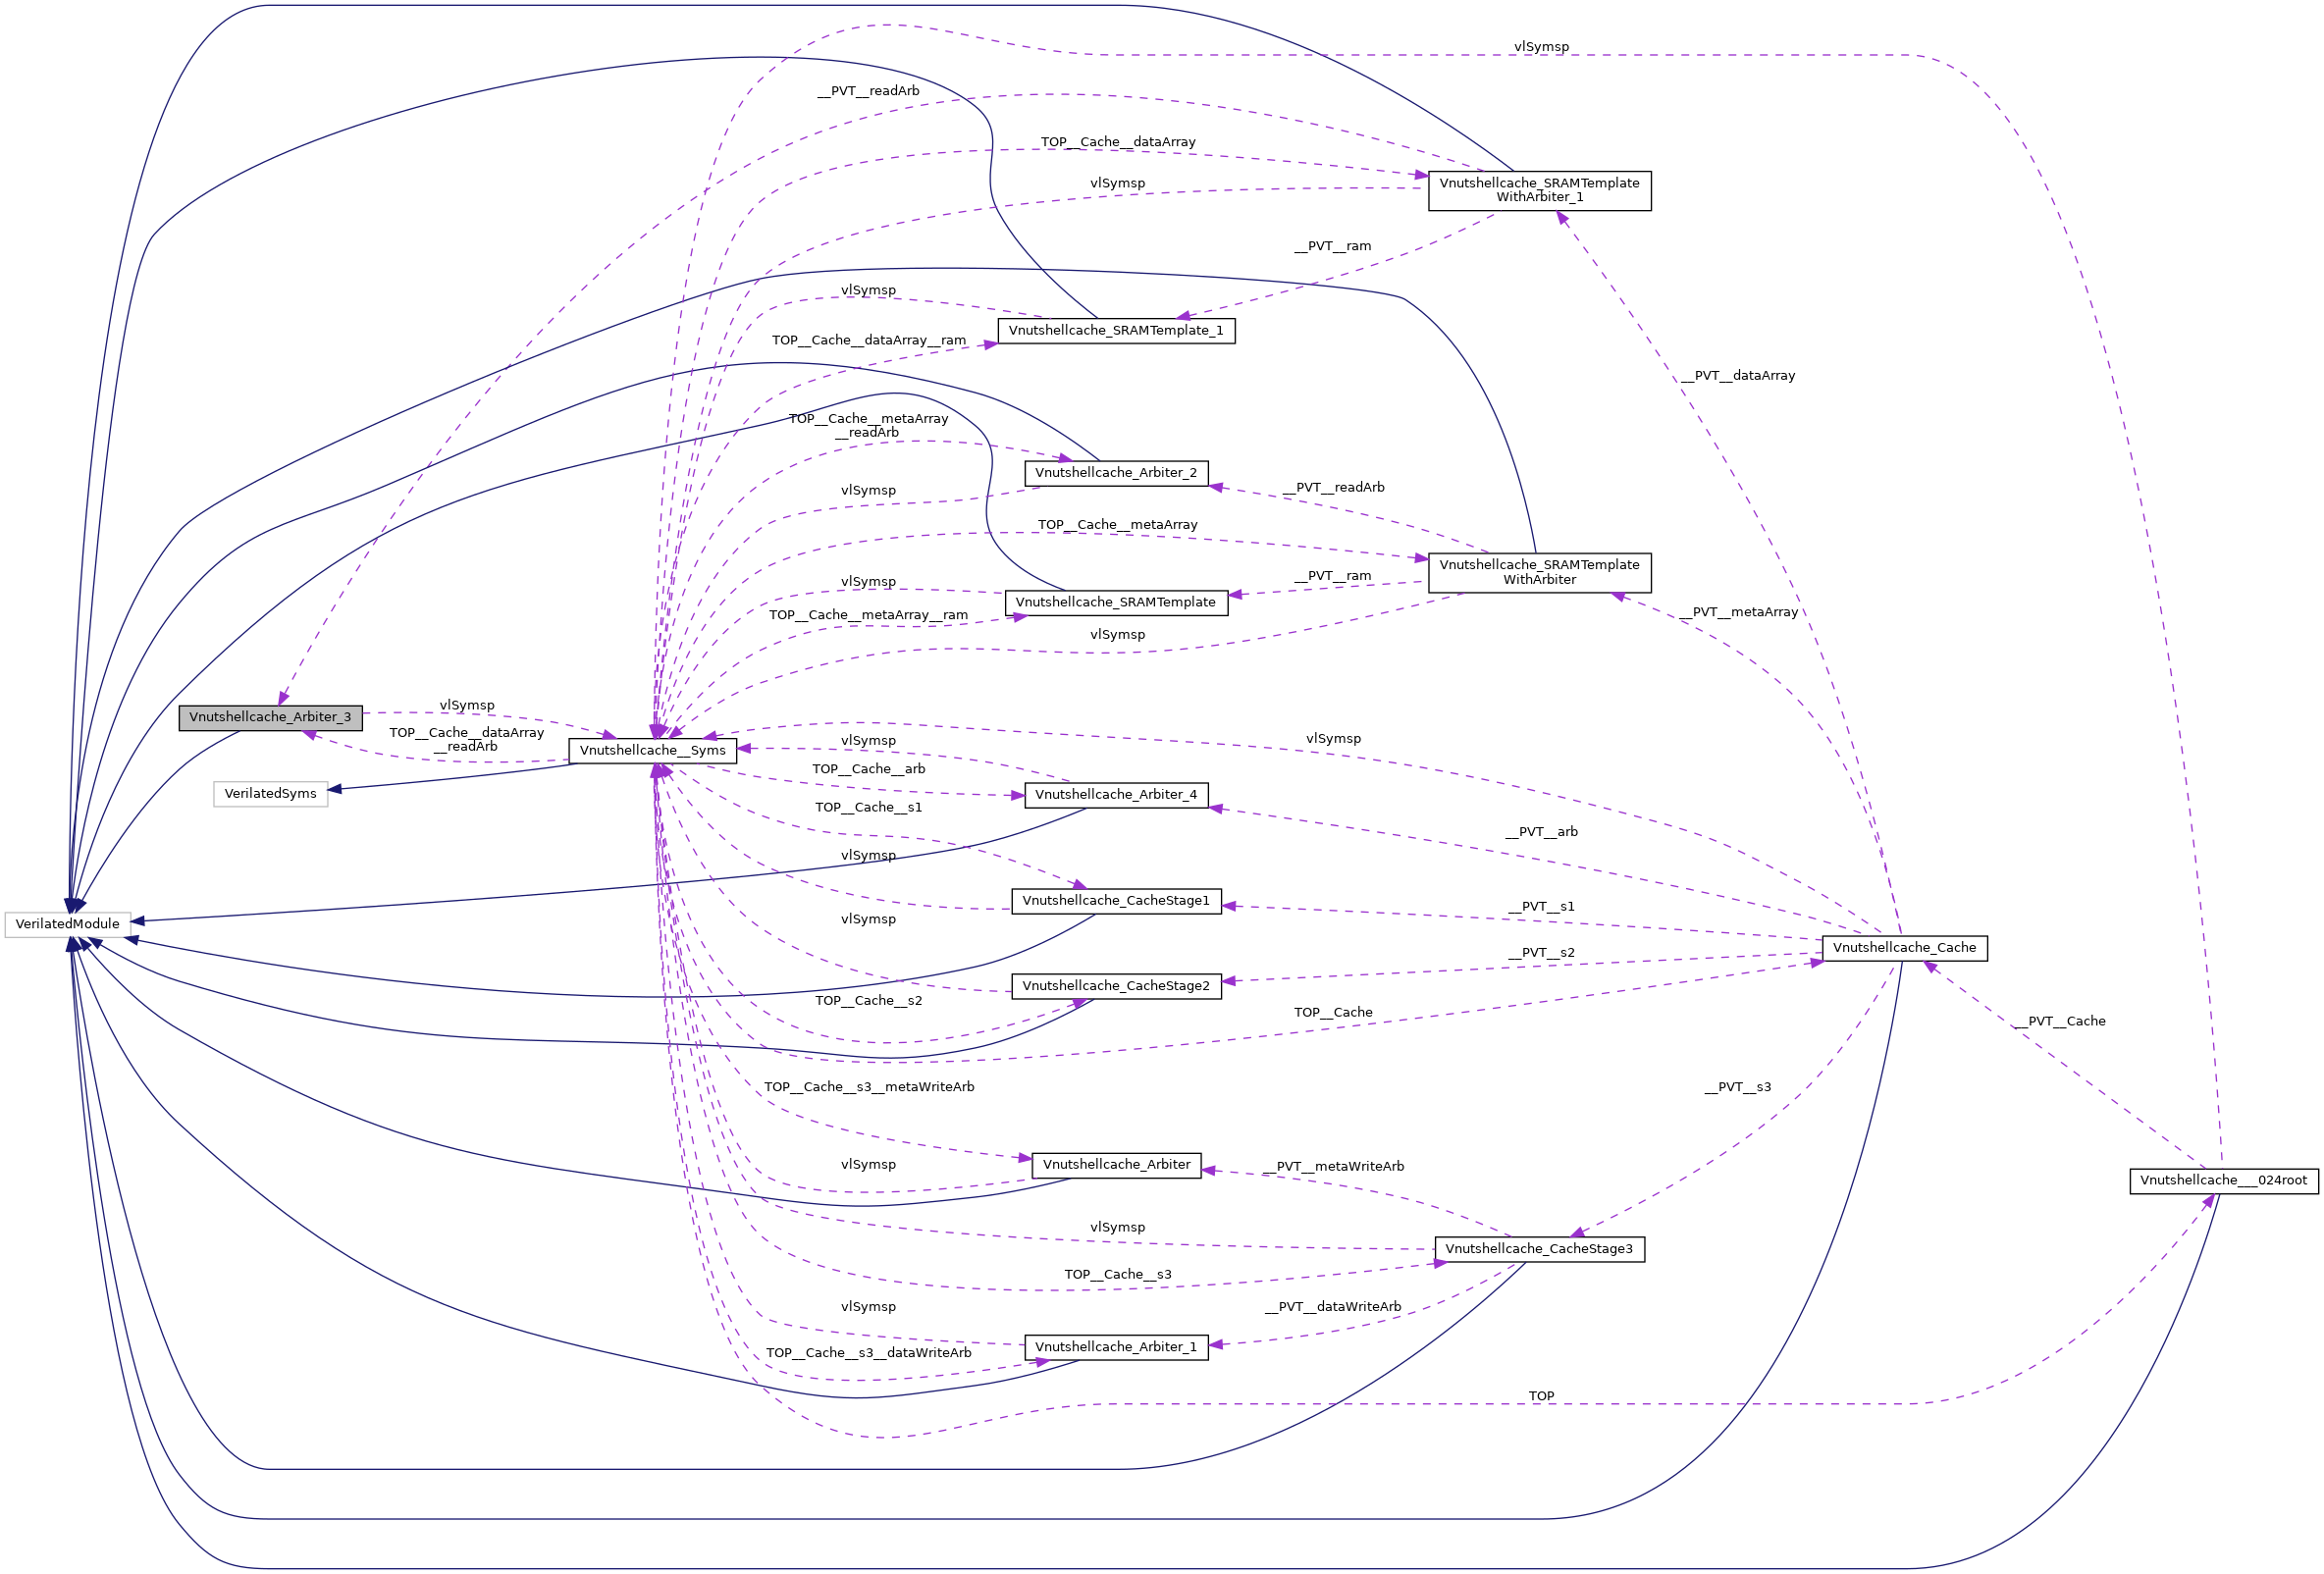 vlSymsp
__PVT__readArb
TOP__Cache__dataArray
vlSymsp
Vnutshellcache_SRAMTemplate
WithArbiter_1
__PVT__ram
vlSymsp
Vnutshellcache_SRAMTemplate_1
TOP__Cache__dataArray__ram
__PVT__dataArray
TOP__Cache__metaArray
__readArb
Vnutshellcache_Arbiter_2
vlSymsp
__PVT__readArb
TOP__Cache__metaArray
Vnutshellcache_SRAMTemplate
WithArbiter
vlSymsp
__PVT__ram
Vnutshellcache_SRAMTemplate
TOP__Cache__metaArray__ram
vlSymsp
__PVT__metaArray
vlSymsp
Vnutshellcache_Arbiter_3
TOP__Cache__dataArray
__readArb
Vnutshellcache__Syms
vlSymsp
vlSymsp
TOP__Cache__arb
VerilatedSyms
Vnutshellcache_Arbiter_4
TOP__Cache__s1
__PVT__arb
vlSymsp
Vnutshellcache_CacheStage1
__PVT__s1
vlSymsp
VerilatedModule
Vnutshellcache_Cache
__PVT__s2
Vnutshellcache_CacheStage2
TOP__Cache__s2
TOP__Cache
__PVT__Cache
TOP__Cache__s3__metaWriteArb
__PVT__s3
vlSymsp
Vnutshellcache_Arbiter
__PVT__metaWriteArb
Vnutshellcache___024root
vlSymsp
Vnutshellcache_CacheStage3
TOP__Cache__s3
vlSymsp
__PVT__dataWriteArb
Vnutshellcache_Arbiter_1
TOP__Cache__s3__dataWriteArb
TOP